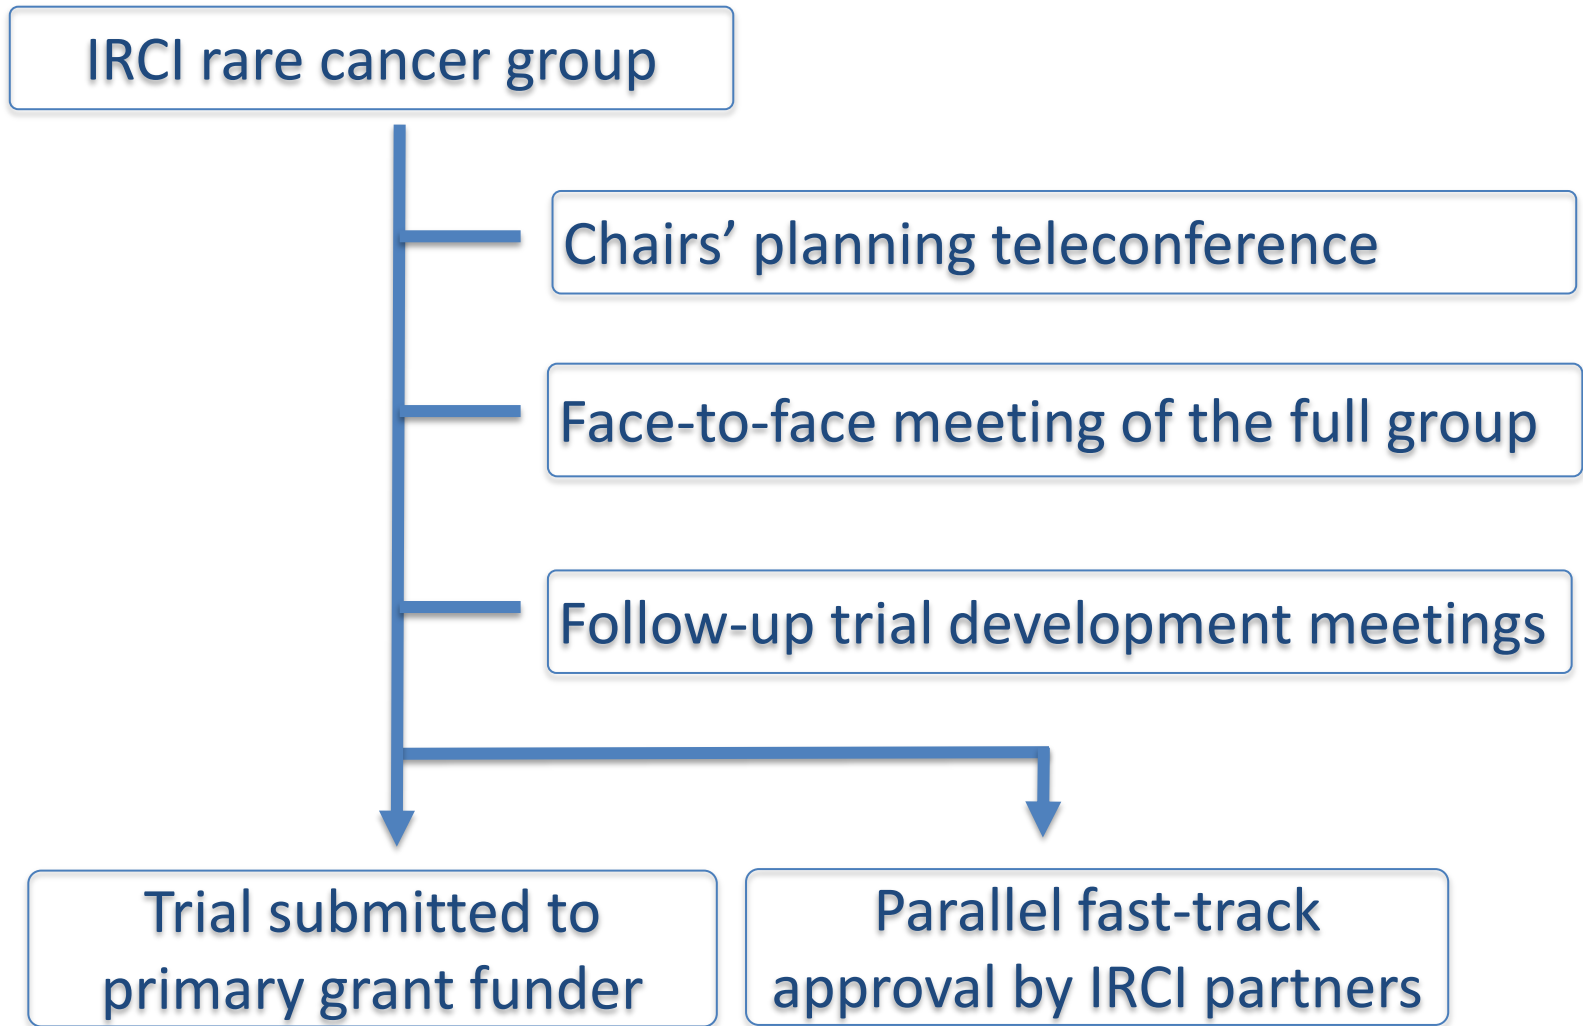 IRCI rare cancer group
Chairs’ planning teleconference
Face-to-face meeting of the full group
Follow-up trial development meetings
Trial submitted to
primary grant funder
Parallel fast-track
approval by IRCI partners